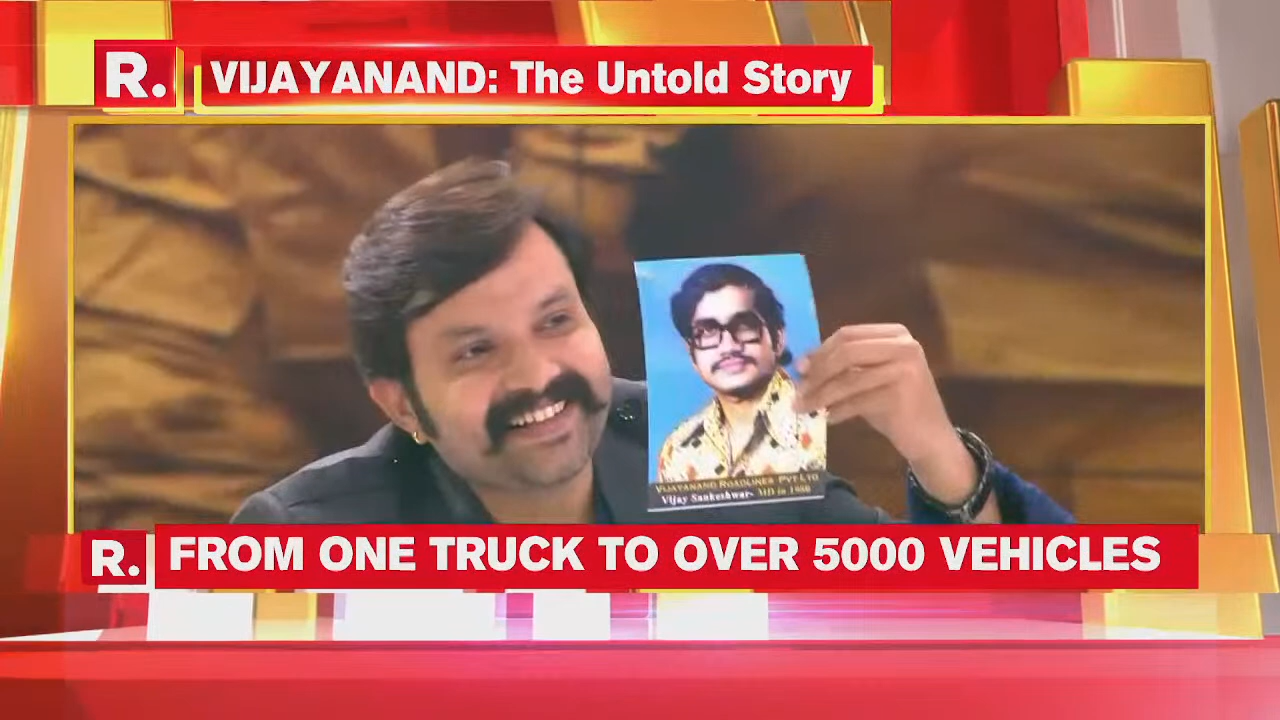 R.
VIJAYANAND: The Untold Story
VIJAYANAND ROADLINES PVT LTD
Vijay Sankeshwar- MD in
R.
FROM ONE TRUCK TO OVER 5000 VEHICLES